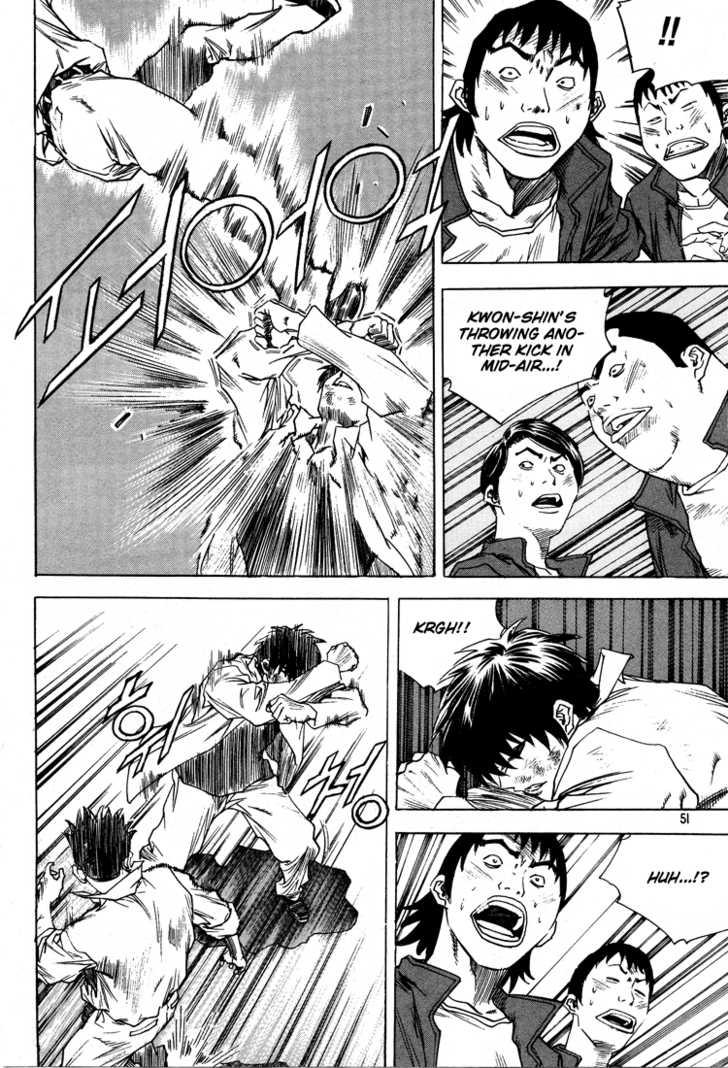 !!
KWON-SHIN'S
THROWING ANO-
THER KICK IN
MID-AIR...!
KRGH!!
51
HUH...!?